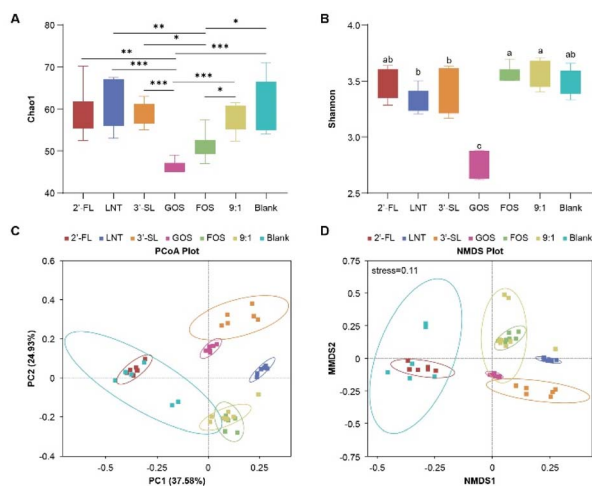 A
** *
** *
** *** ***
*** *** *
80
70
60
50
40
Chao1
2'-FL LNT 3'-SL GOS FOS 9:1 Blank
B
4.0
3.5
3.0
2.5
Shannon
ab b b c a a ab
2'-FL LNT 3'-SL GOS FOS 9:1 Blank
C
2'-FL LNT 3'-SL GOS FOS 9:1 Blank
PCoA Plot
0.6
0.4
0.2
0
-0.2
-0.4
PC2 (24.93%)
-0.5 -0.25 0 0.25
PC1 (37.58%)
D
2'-FL LNT 3'-SL GOS FOS 9:1 Blank
NMDS Plot
stress=0.11
0.75
0.50
0.25
0
-0.25
-0.50
-0.75
MMDS2
-0.5 -0.25 0 0.25
NMDS1